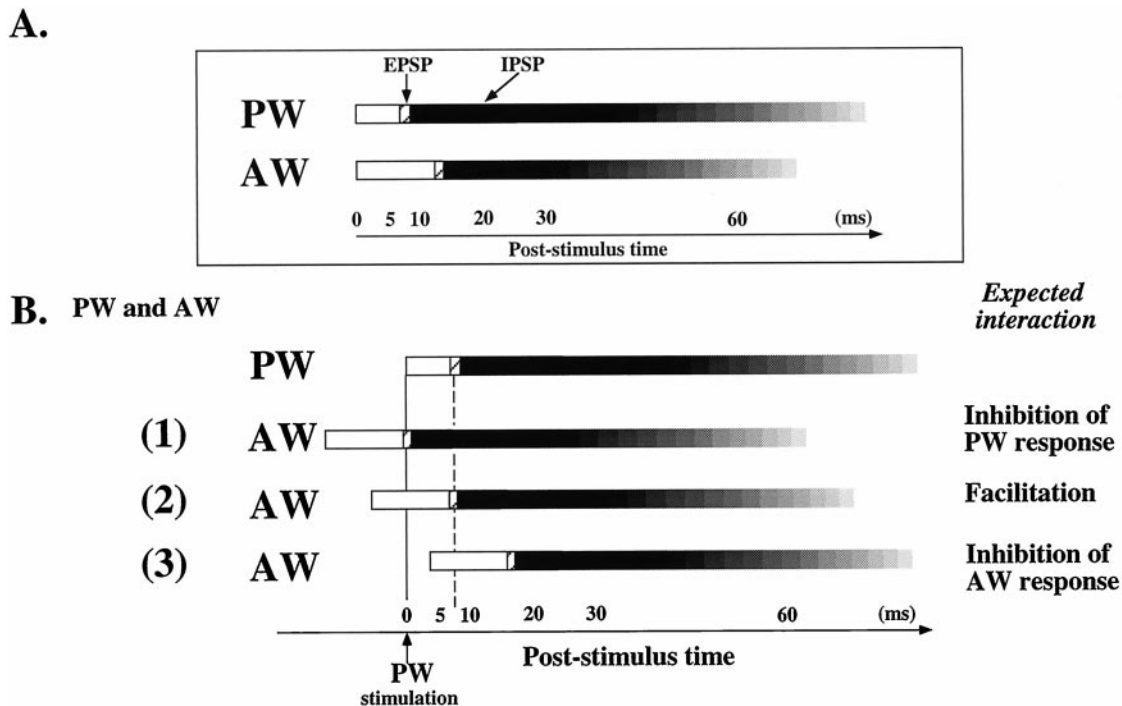 A.
EPSP IPSP
PW
AW
0 5 10 20 30 60 (ms)
Post-stimulus time
B. PW and AW
Expected
interaction
PW
(1) AW
Inhibition of
PW response
(2) AW Facilitation
(3) AW
Inhibition of
AW response
0 5 10 20 30 60 (ms)
Post-stimulus time
PW
stimulation